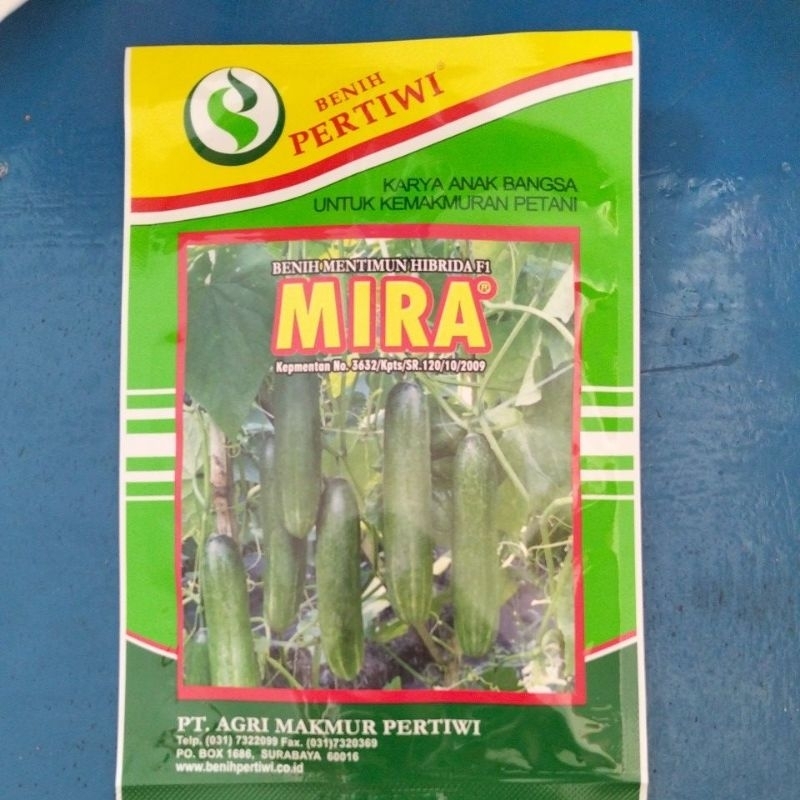 BENIH
PERTIWI®
KARYA ANAK BANGSA
UNTUK KEMAKMURAN PETANI
BENIH MENTIMUN HIBRIDA F1
MIRA®
Kepmentan No. 3632/Kpts/SR.120/10/2009
PT. AGRI MAKMUR PERTIWI
Telp. (031) 7322099 Fax. (031)7320369
PO. BOX 1686, SURABAYA 60016
www.benihpertiwi.co.id